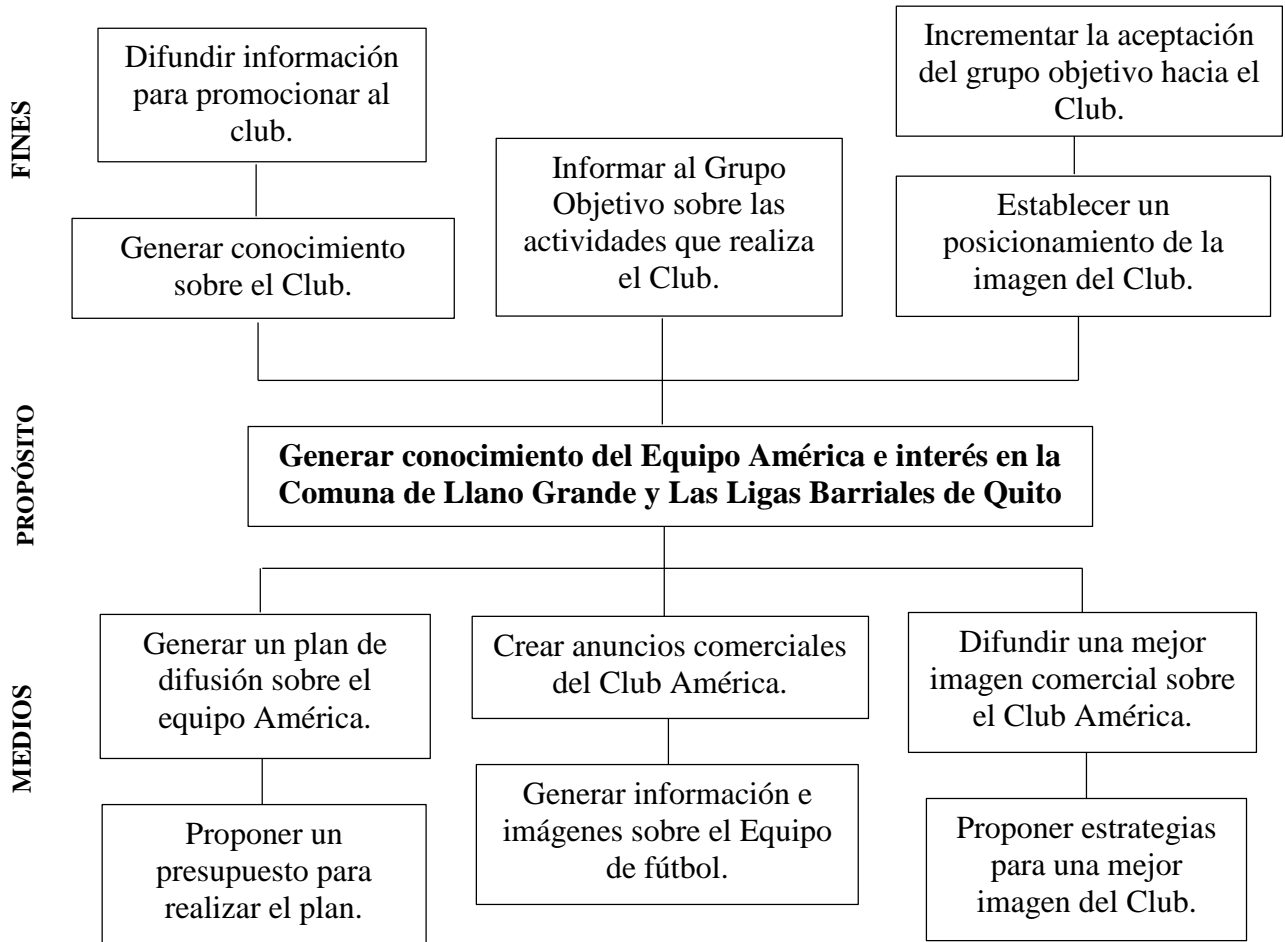 FINES
Difundir información
para promocionar al
club.
Generar conocimiento
sobre el Club.
Informar al Grupo
Objetivo sobre las
actividades que realiza
el Club.
Incrementar la aceptación
del grupo objetivo hacia el
Club.
Establecer un
posicionamiento de la
imagen del Club.
PROPÓSITO
Generar conocimiento del Equipo América e interés en la
Comuna de Llano Grande y Las Ligas Barriales de Quito
MEDIOS
Generar un plan de
difusión sobre el
equipo América.
Proponer un
presupuesto para
realizar el plan.
Crear anuncios comerciales
del Club América.
Generar información e
imágenes sobre el Equipo
de fútbol.
Difundir una mejor
imagen comercial sobre
el Club América.
Proponer estrategias
para una mejor
imagen del Club.